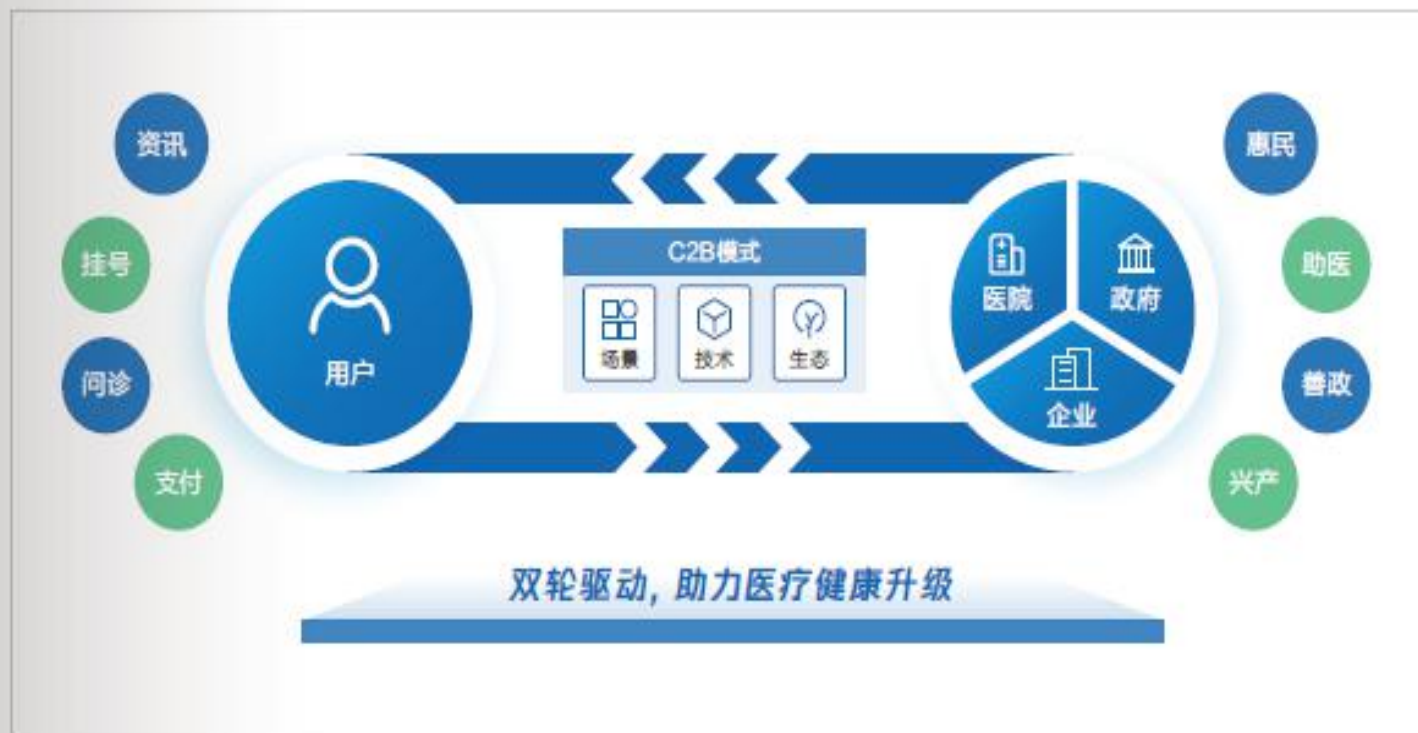 资讯
挂号
问诊
支付
用户
C2B模式
场景
技术
生态
医院
政府
企业
惠民
助医
善政
兴产
双轮驱动, 助力医疗健康升级